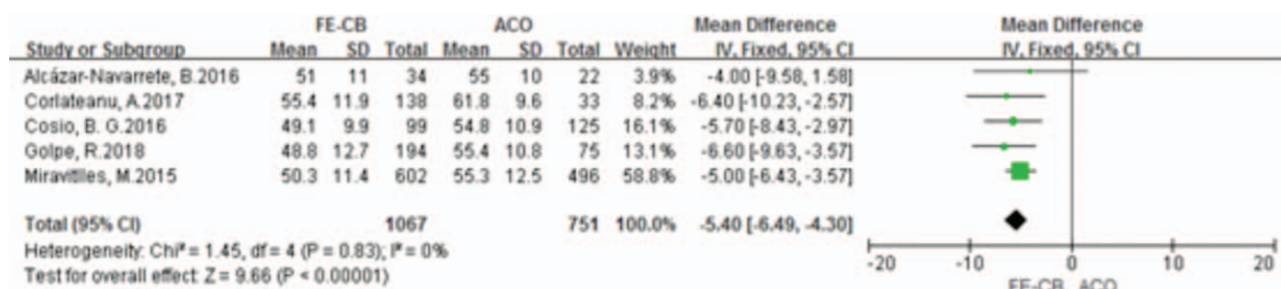 FE-CB ACO Mean Difference Mean Difference
Study or Subgroup Mean SD Total Mean SD Total Weight IV, Fixed, 95% CI IV, Fixed, 95% CI
Alcázar-Navarrete, B.2016 51 11 34 55 10 22 3.9% -4.00 [-9.58, 1.58]
Corlateanu, A.2017 55.4 11.9 138 61.8 9.6 33 8.2% -6.40 [-10.23, -2.57]
Cosio, B. G.2016 49.1 9.9 99 54.8 10.9 125 16.1% -5.70 [-8.43, -2.97]
Golpe, R.2018 48.8 12.7 194 55.4 10.8 75 13.1% -6.60 [-9.63, -3.57]
Miravitlles, M.2015 50.3 11.4 602 55.3 12.5 496 58.8% -5.00 [-6.43, -3.57]
Total (95% CI) 1067 751 100.0% -5.40 [-6.49, -4.30]
Heterogeneity: Chi² = 1.45, df = 4 (P = 0.83); I² = 0%
Test for overall effect: Z = 9.66 (P < 0.00001)
-20 -10 0 10 20
FE-CB ACO